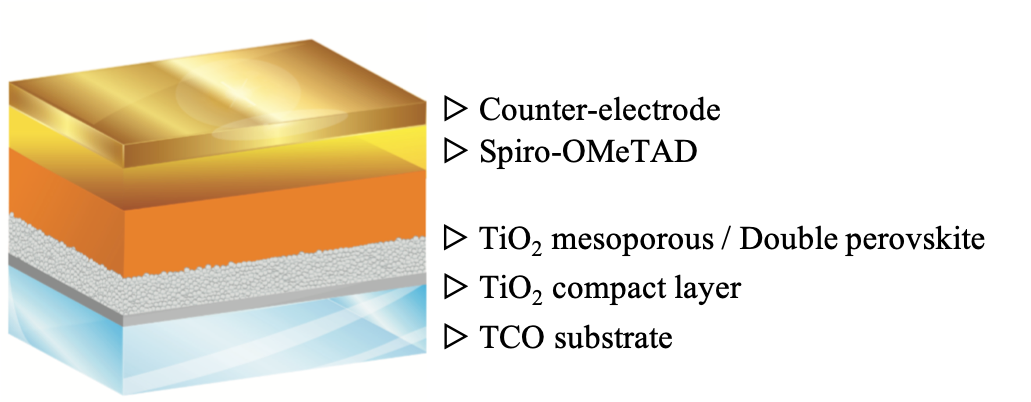 ▷ Counter-electrode
▷ Spiro-OMeTAD
▷ TiO₂ mesoporous / Double perovskite
▷ TiO₂ compact layer
▷ TCO substrate